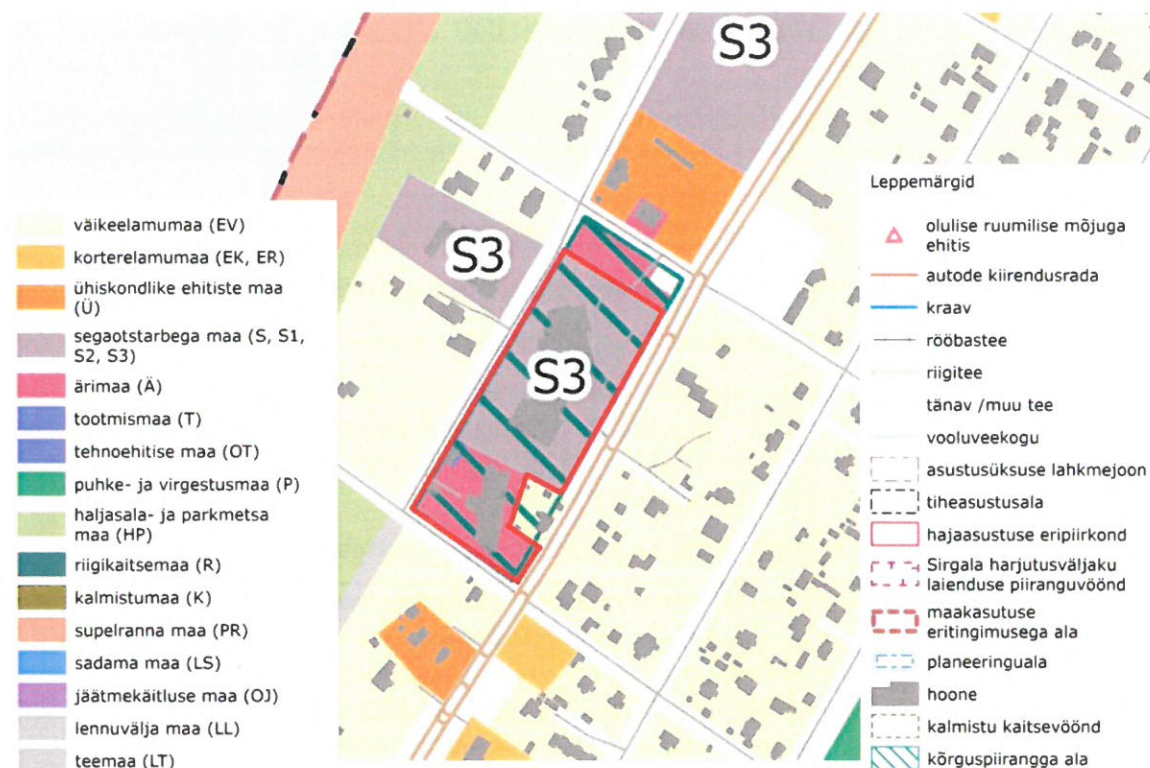 S3
S3
S3
väikeelamumaa (EV)
korterelamumaa (EK, ER)
ühiskondlike ehitiste maa
(Ü)
segaotstarbega maa (S, S1,
S2, S3)
ärimaa (Ä)
tootmismaa (T)
tehnoehitise maa (OT)
puhke- ja virgestusmaa (P)
haljasala- ja parkmetsa
maa (HP)
riigikaitsemaa (R)
kalmistumaa (K)
supelranna maa (PR)
sadama maa (LS)
jäätmekäitluse maa (OJ)
lennuvälja maa (LL)
teemaa (LT)
Leppemärgid
olulise ruumilise mõjuga
ehitis
autode kiirendusrada
kraav
rööbastee
riigitee
tänav /muu tee
vooluveekogu
asustusüksuse lahkmejoon
tiheasustusala
hajaasustuse eripiirkond
Sirgala harjutusväljaku
laienduse piiranguvöönd
maakasutuse
eritingimusega ala
planeeringuala
hoone
kalmistu kaitsevöönd
kõrguspiirangga ala